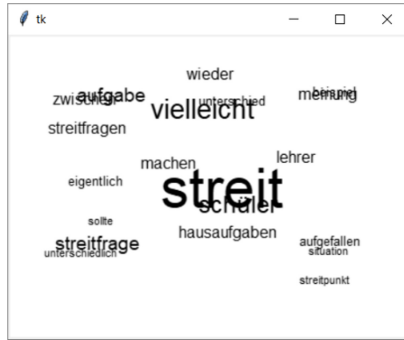 tk
wieder
zwischen aufgabe
unterschied
meinung beispiel
vielleicht
streitfragen
machen
lehrer
eigentlich
streit
schüler
sollte
hausaufgaben
streitfrage
aufgefallen
unterschiedlich
situation
streitpunkt